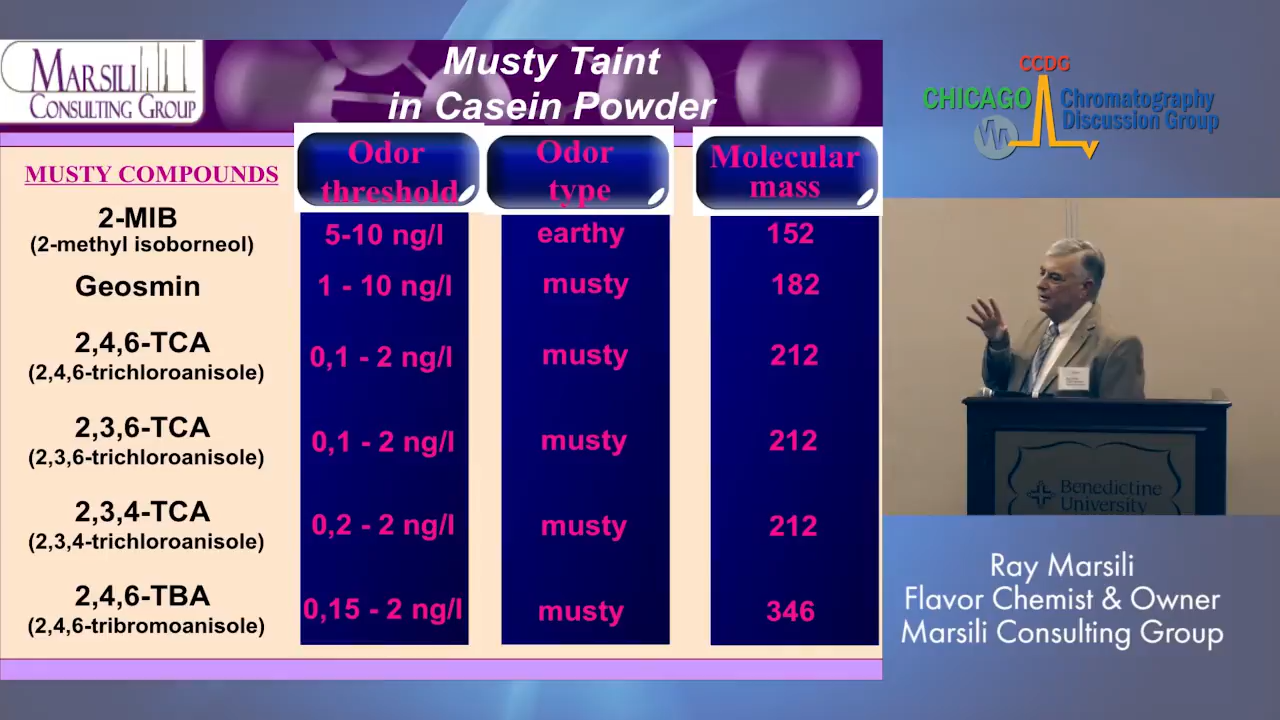 MARSILI
CONSULTING GROUP
Musty Taint
in Casein Powder
MUSTY COMPOUNDS
Odor
threshold
Odor
type
Molecular
mass
2-MIB
(2-methyl isoborneol)
5-10 ng/l
earthy
152
Geosmin
1 - 10 ng/l
musty
182
2,4,6-TCA
(2,4,6-trichloroanisole)
0,1 - 2 ng/l
musty
212
2,3,6-TCA
(2,3,6-trichloroanisole)
0,1 - 2 ng/l
musty
212
2,3,4-TCA
(2,3,4-trichloroanisole)
0,2 - 2 ng/l
musty
212
2,4,6-TBA
(2,4,6-tribromoanisole)
0,15 - 2 ng/l
musty
346
CCDG
CHICAGO
Chromatography
Discussion Group
Benedictine
University
Ray Marsili
Flavor Chemist & Owner
Marsili Consulting Group